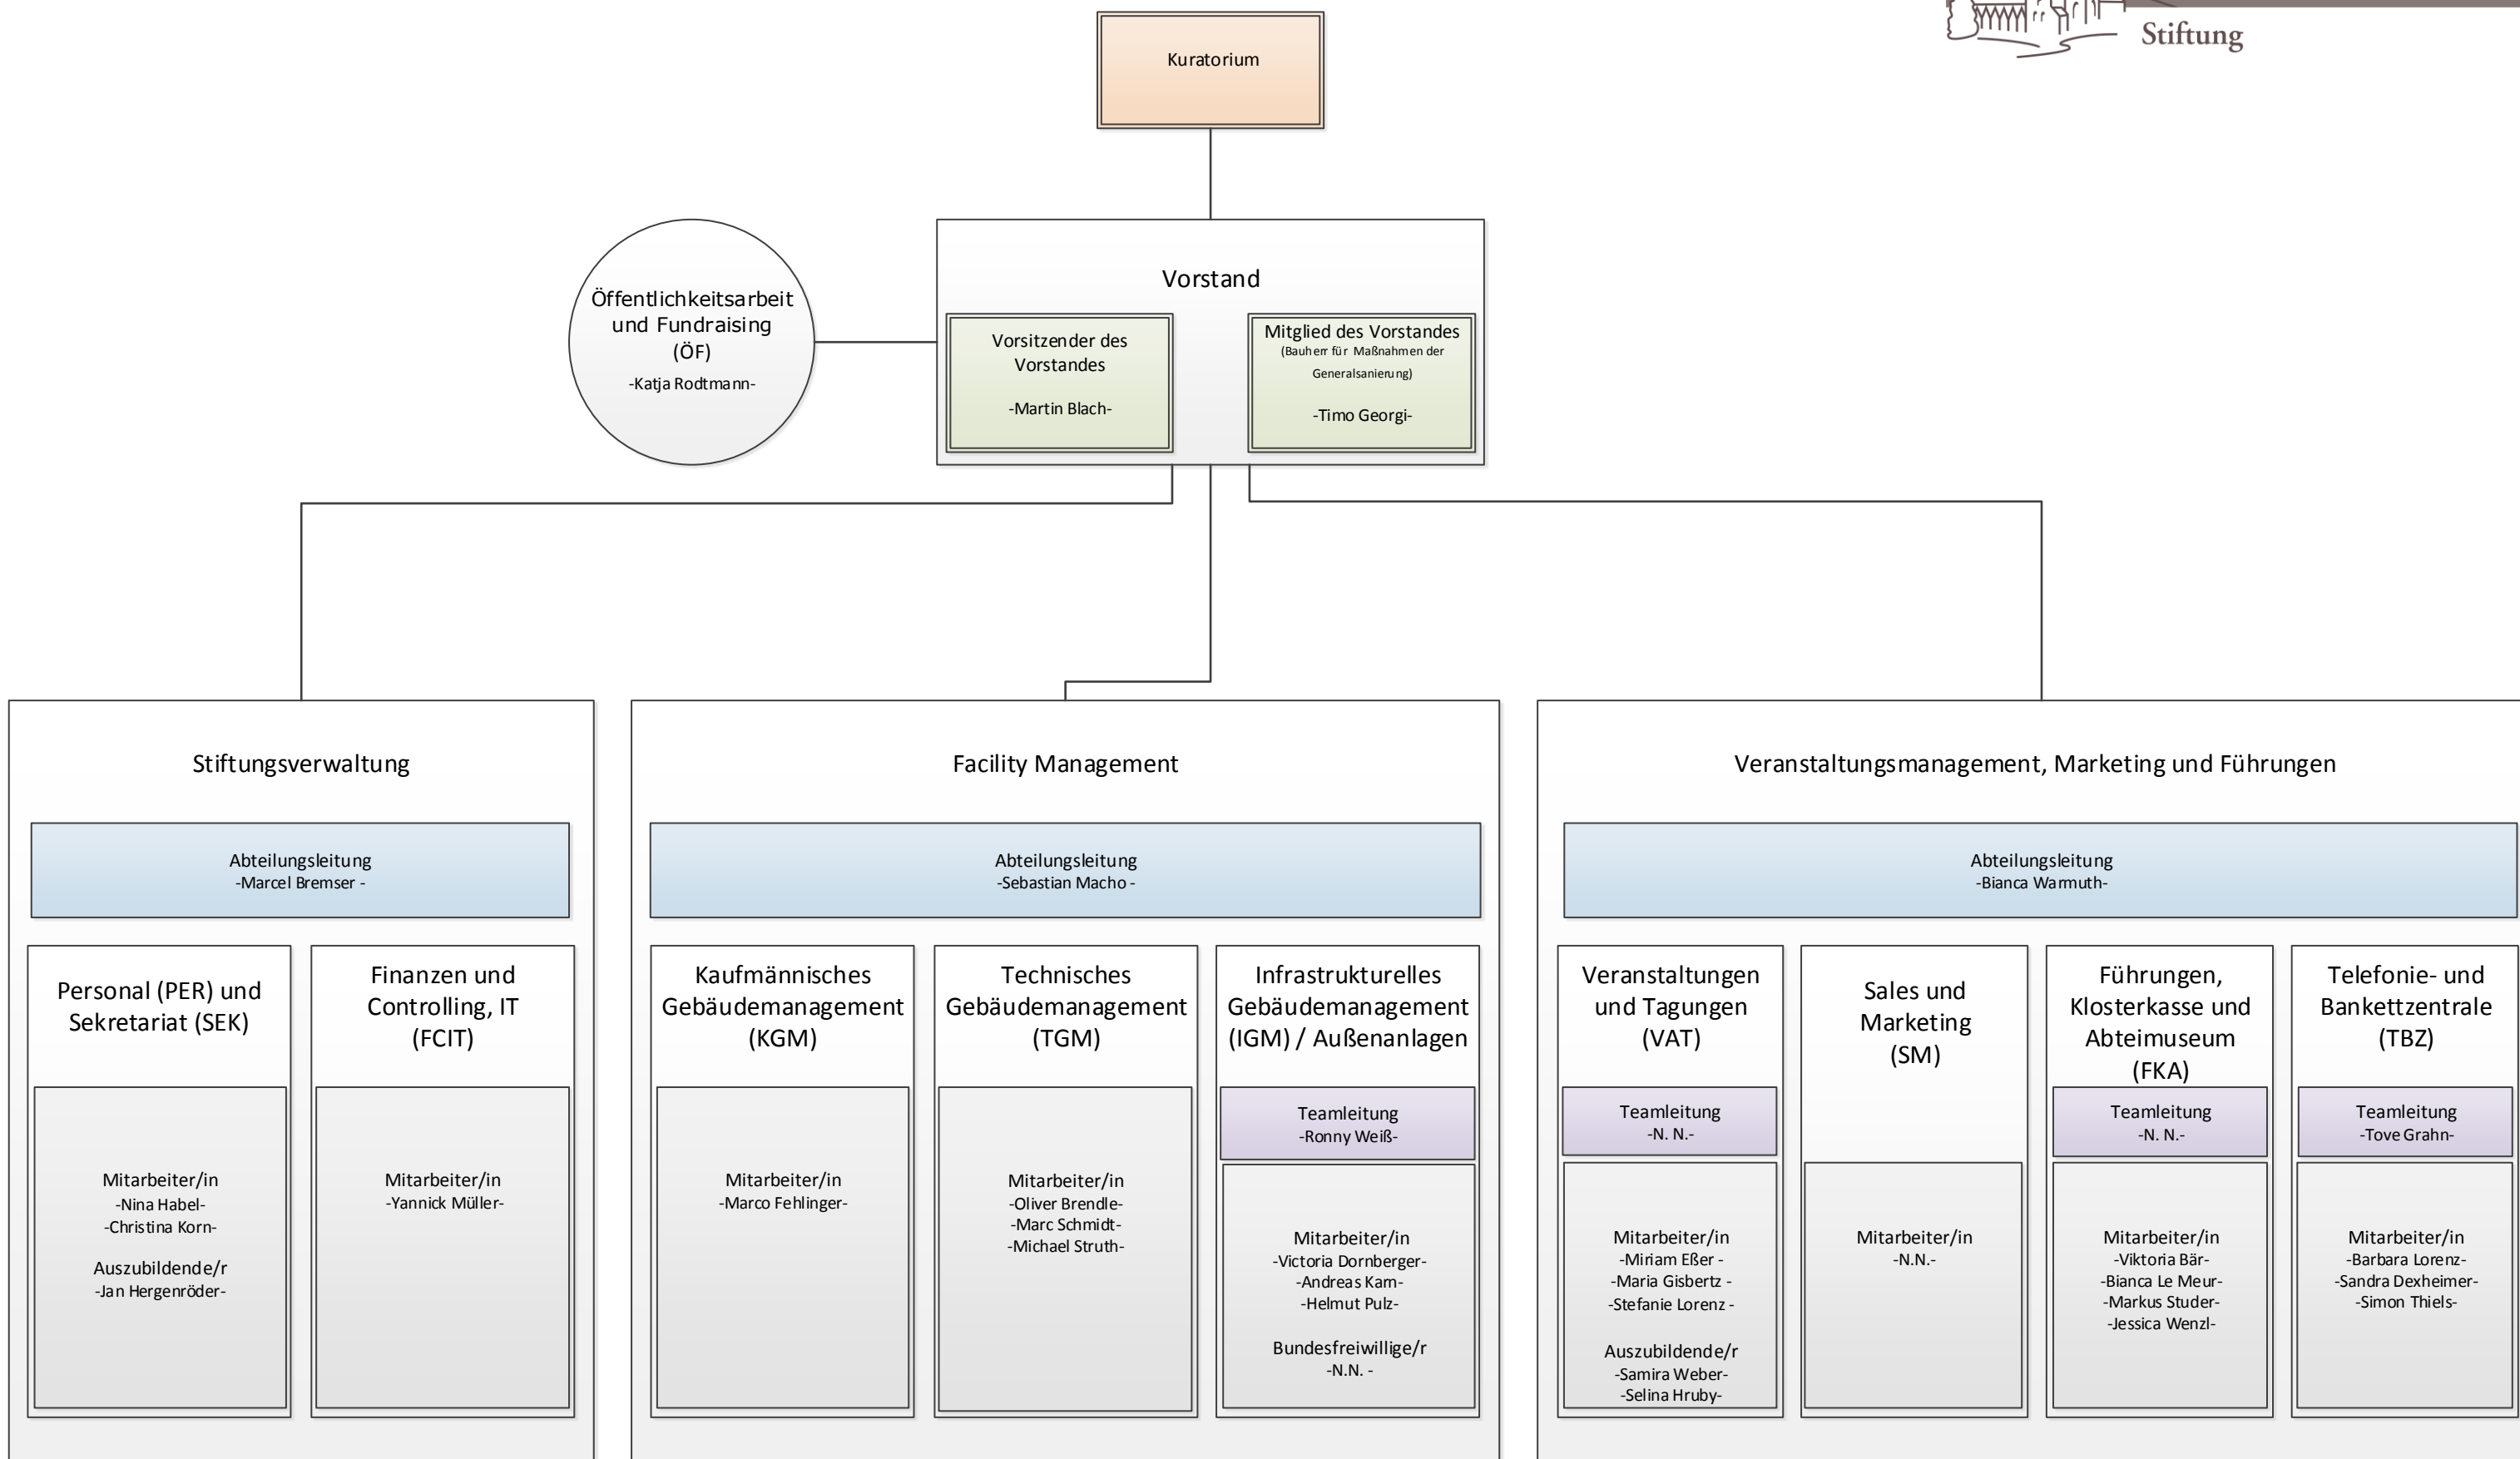 Stiftung
Kuratorium
Öffentlichkeitsarbeit
und Fundraising
(ÖF)
-Katja Rodtmann-
Vorstand
Vorsitzender des
Vorstandes
-Martin Blach-
Mitglied des Vorstandes
(Bauherr für Maßnahmen der
Generalsanierung)
-Timo Georgi-
Stiftungsverwaltung
Abteilungsleitung
-Marcel Bremser -
Personal (PER) und
Sekretariat (SEK)
Mitarbeiter/in
-Nina Habel-
-Christina Korn-
Auszubildende/r
-Jan Hergenröder-
Finanzen und
Controlling, IT
(FCIT)
Mitarbeiter/in
-Yannick Müller-
Facility Management
Abteilungsleitung
-Sebastian Macho -
Kaufmännisches
Gebäudemanagement
(KGM)
Mitarbeiter/in
-Marco Fehlinger-
Technisches
Gebäudemanagement
(TGM)
Mitarbeiter/in
-Oliver Brendle-
-Marc Schmidt-
-Michael Struth-
Infrastrukturelles
Gebäudemanagement
(IGM) / Außenanlagen
Teamleitung
-Ronny Weiß-
Mitarbeiter/in
-Victoria Dornberger-
-Andreas Karn-
-Helmut Pulz-
Bundesfreiwillige/r
-N.N. -
Veranstaltungsmanagement, Marketing und Führungen
Abteilungsleitung
-Bianca Warmuth-
Veranstaltungen
und Tagungen
(VAT)
Teamleitung
-N. N.-
Mitarbeiter/in
-Miriam Eßer -
-Maria Gisbertz -
-Stefanie Lorenz -
Auszubildende/r
-Samira Weber-
-Selina Hruby-
Sales und
Marketing
(SM)
Mitarbeiter/in
-N.N.-
Führungen,
Klosterkasse und
Abteimuseum
(FKA)
Teamleitung
-N. N.-
Mitarbeiter/in
-Viktoria Bär-
-Bianca Le Meur-
-Markus Studer-
-Jessica Wenzl-
Telefonie- und
Bankettzentrale
(TBZ)
Teamleitung
-Tove Grahn-
Mitarbeiter/in
-Barbara Lorenz-
-Sandra Dexheimer-
-Simon Thiels-